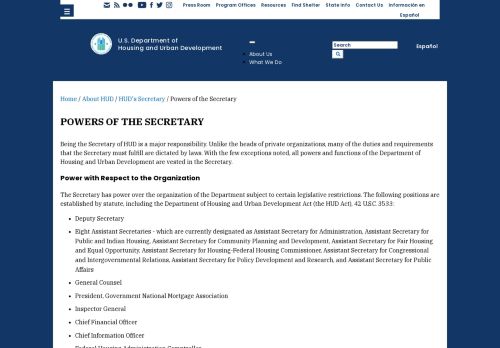 Press Room Program Offices Resources Find Shelter State Info Contact Us Información en Español
U.S. Department of
Housing and Urban Development
About Us
What We Do
Search
Español
Home / About HUD / HUD's Secretary / Powers of the Secretary
POWERS OF THE SECRETARY
Being the Secretary of HUD is a major responsibility. Unlike the heads of private organizations, many of the duties and requirements
that the Secretary must fulfill are dictated by laws. With the few exceptions noted, all powers and functions of the Department of
Housing and Urban Development are vested in the Secretary.
Power with Respect to the Organization
The Secretary has power over the organization of the Department subject to certain legislative restrictions. The following positions are
established by statute, including the Department of Housing and Urban Development Act (the HUD Act), 42 U.S.C. 3533:
• Deputy Secretary
• Eight Assistant Secretaries - which are currently designated as Assistant Secretary for Administration, Assistant Secretary for
Public and Indian Housing, Assistant Secretary for Community Planning and Development, Assistant Secretary for Fair Housing
and Equal Opportunity, Assistant Secretary for Housing-Federal Housing Commissioner, Assistant Secretary for Congressional
and Intergovernmental Relations, Assistant Secretary for Policy Development and Research, and Assistant Secretary for Public
Affairs
• General Counsel
• President, Government National Mortgage Association
• Inspector General
• Chief Financial Officer
• Chief Information Officer
• Federal Housing Administration Comptroller